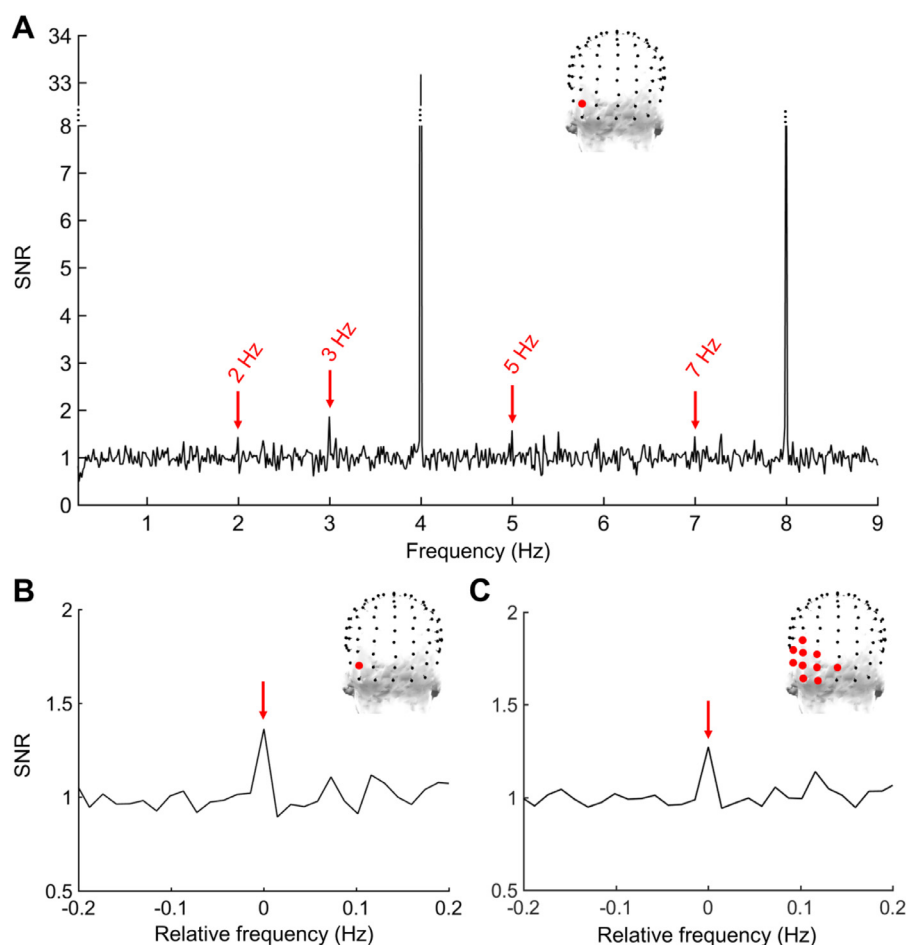 A
34
33
8
7
6
5
4
3
2
1
0
SNR
2 Hz
3 Hz
5 Hz
7 Hz
1 2 3 4 5 6 7 8 9
Frequency (Hz)
B
2
1.5
1
0.5
SNR
-0.2 -0.1 0 0.1 0.2
Relative frequency (Hz)
C
2
1.5
1
0.5
-0.2 -0.1 0 0.1 0.2
Relative frequency (Hz)